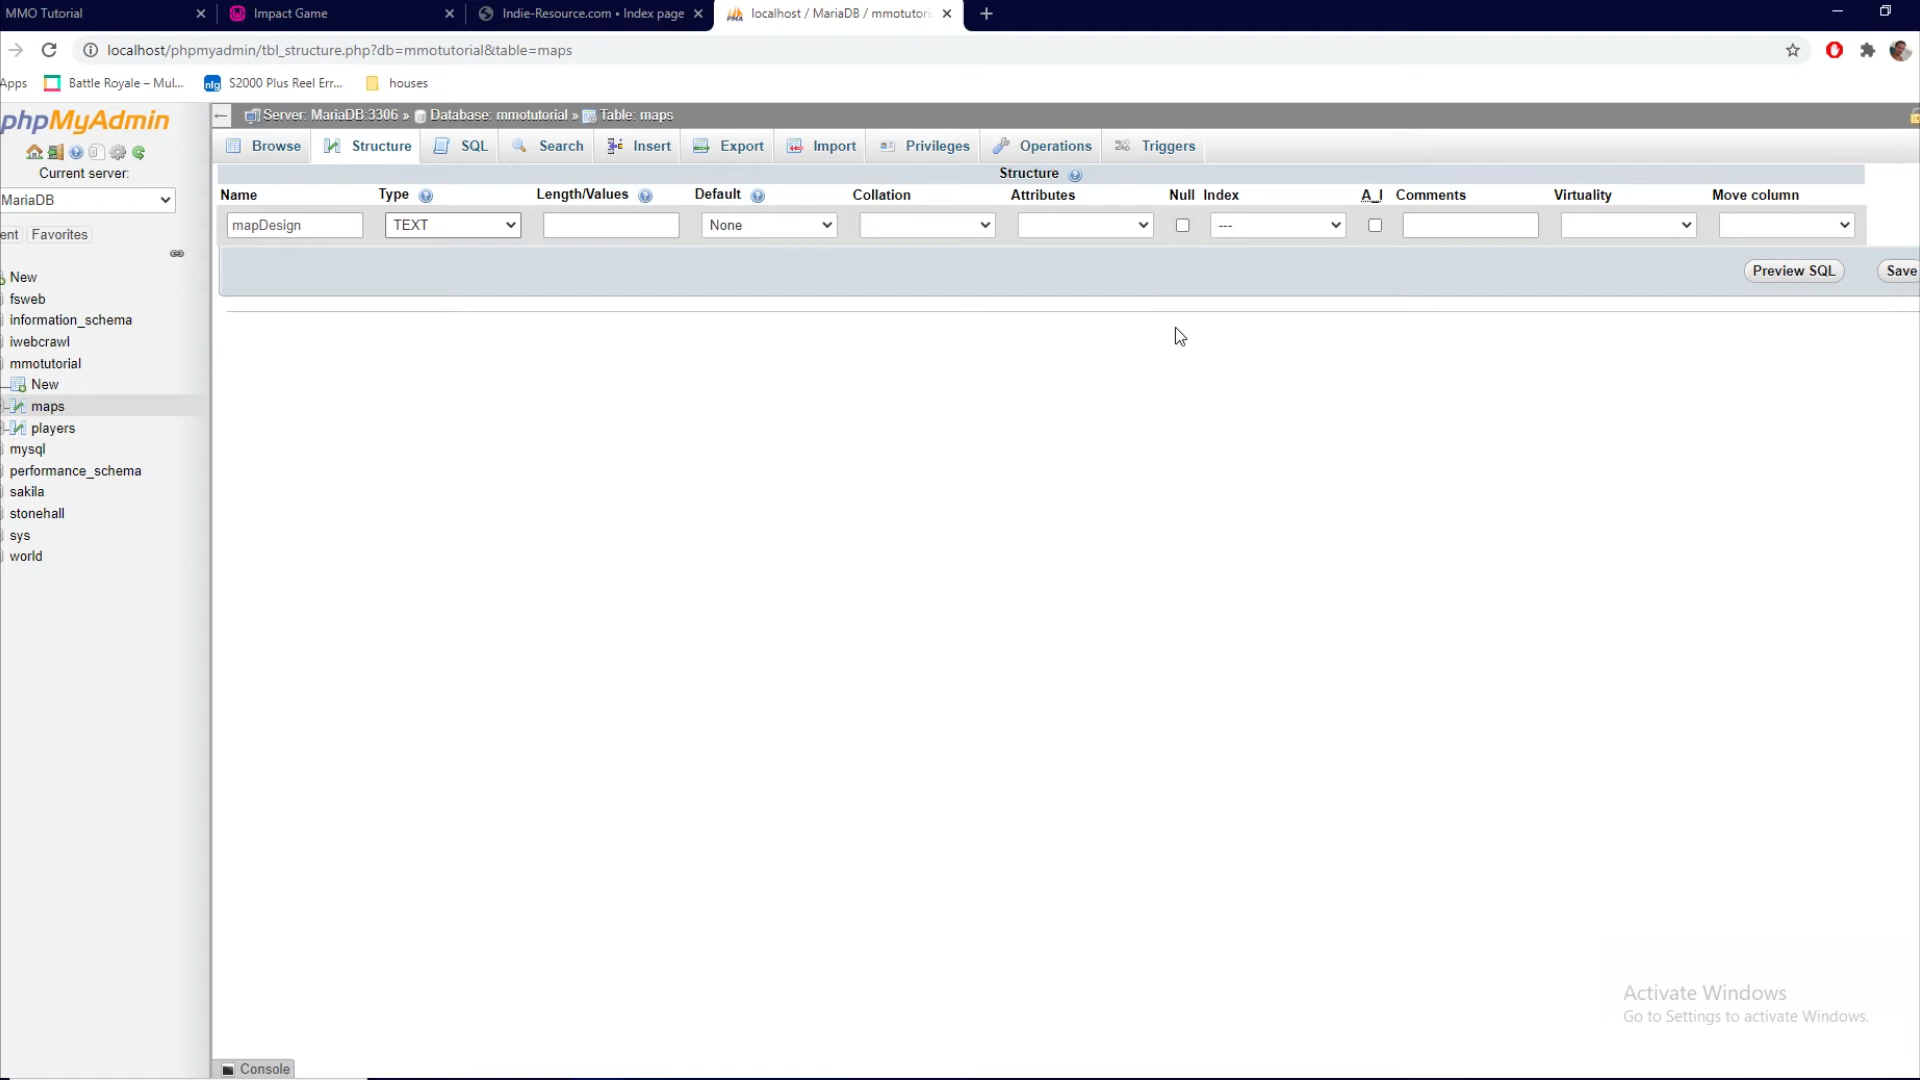 MMO Tutorial
Impact Game
Indie-Resource.com • Index page
localhost / MariaDB / mmotutori
localhost/phpmyadmin/tbl_structure.php?db=mmotutorial&table=maps
Apps
Battle Royale – Mul...
nlg
S2000 Plus Reel Err...
houses
phpMyAdmin
Current server:
MariaDB
ent
Favorites
New
fsweb
information_schema
iwebcrawl
mmotutorial
New
maps
players
mysql
performance_schema
sakila
stonehall
sys
world
Server: MariaDB:3306 » Database: mmotutorial » Table: maps
Browse
Structure
SQL
Search
Insert
Export
Import
Privileges
Operations
Triggers
Structure
Name
Type
Length/Values
Default
Collation
Attributes
Null
Index
A_I
Comments
Virtuality
Move column
mapDesign
TEXT
None
---
Preview SQL
Save
Activate Windows
Go to Settings to activate Windows.
Console